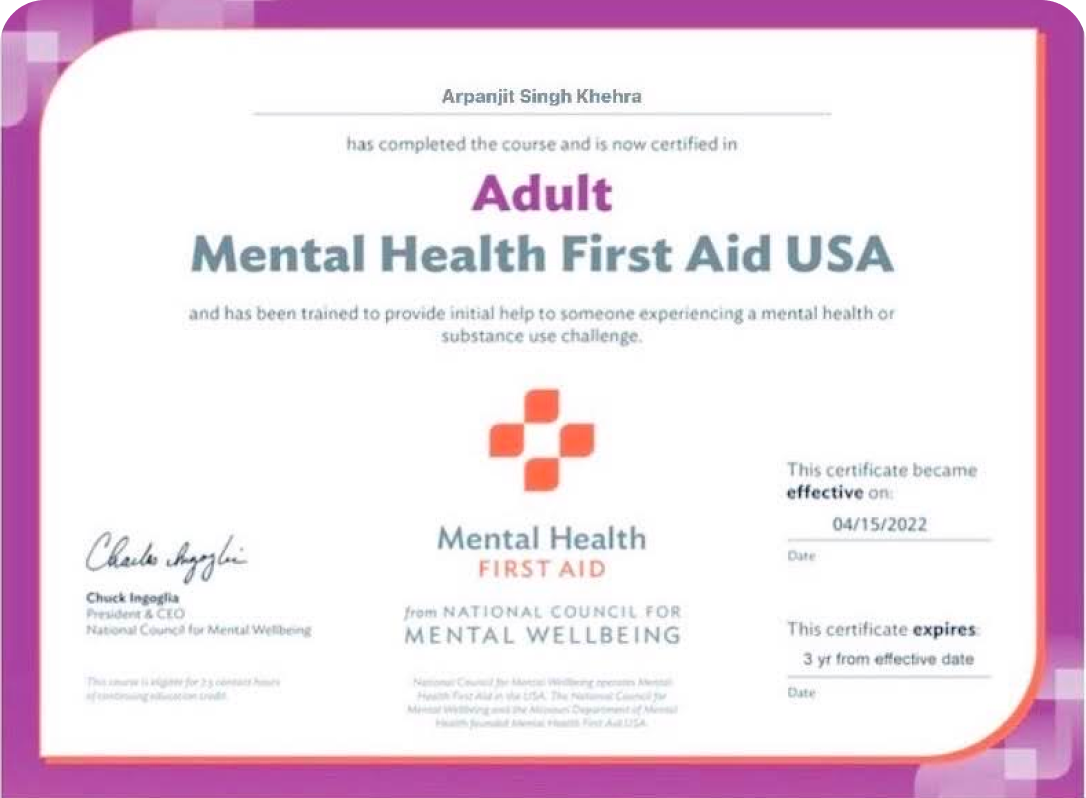 Arpanjit Singh Khehra
has completed the course and is now certified in
Adult
Mental Health First Aid USA
and has been trained to provide initial help to someone experiencing a mental health or
substance use challenge.
Mental Health
FIRST AID
from NATIONAL COUNCIL FOR
MENTAL WELLBEING
National Council for Mental Wellbeing operates Mental
Health First Aid in the USA. The National Council for
Mental Wellbeing and the Missouri Department of Mental
Health founded Mental Health First Aid USA.
Charles Ingoglia
Chuck Ingoglia
President & CEO
National Council for Mental Wellbeing
This course is eligible for 7.5 contact hours
of continuing education credit.
This certificate became
effective on:
04/15/2022
Date
This certificate expires:
3 yr from effective date
Date